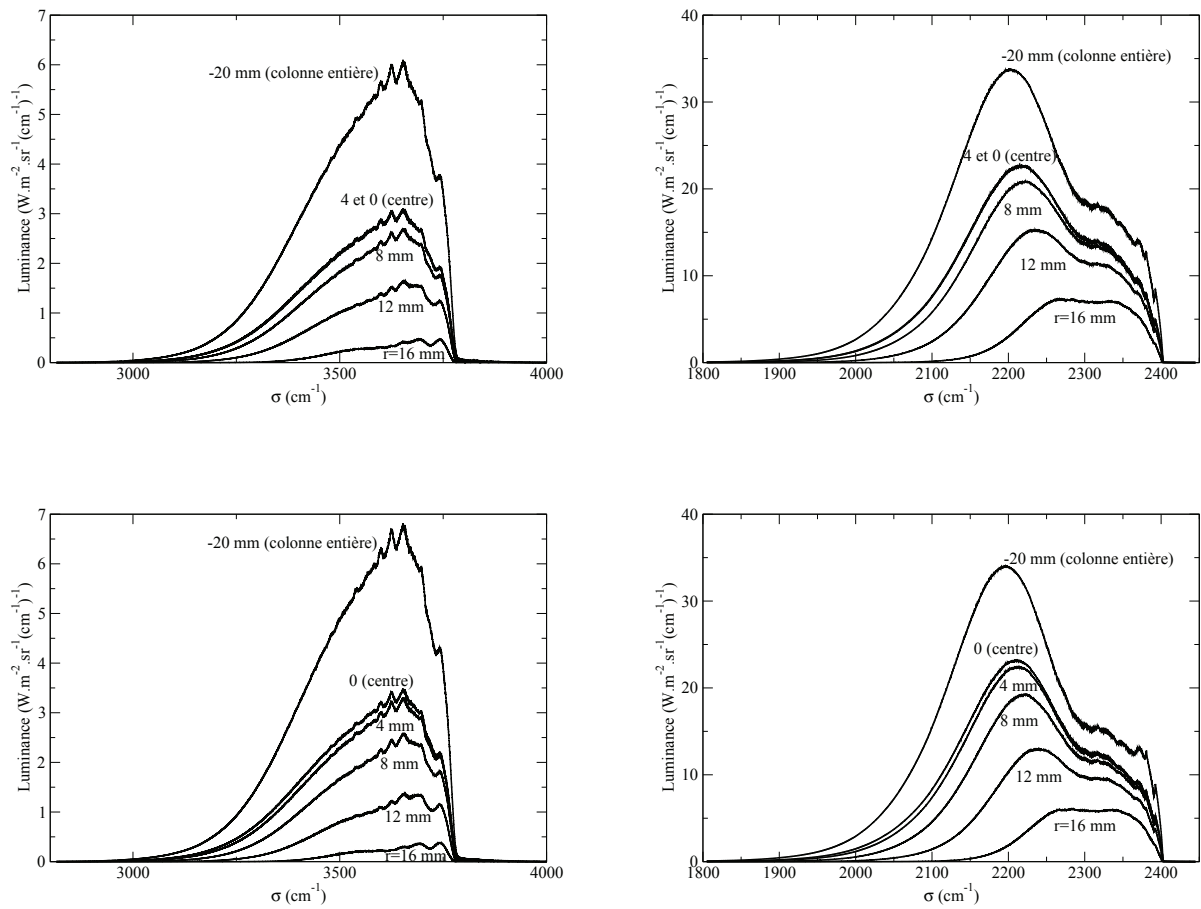 7
6
5
4
3
2
1
0
Luminance (W.m⁻².sr⁻¹(cm⁻¹)⁻¹)
-20 mm (colonne entière)
4 et 0 (centre)
8 mm
12 mm
r=16 mm
3000 3500 4000
σ (cm⁻¹)
40
30
20
10
0
Luminance (W.m⁻².sr⁻¹(cm⁻¹)⁻¹)
-20 mm (colonne entière)
4 et 0 (centre)
8 mm
12 mm
r=16 mm
1800 1900 2000 2100 2200 2300 2400
σ (cm⁻¹)
7
6
5
4
3
2
1
0
Luminance (W.m⁻².sr⁻¹(cm⁻¹)⁻¹)
-20 mm (colonne entière)
0 (centre)
4 mm
8 mm
12 mm
r=16 mm
3000 3500 4000
σ (cm⁻¹)
40
30
20
10
0
Luminance (W.m⁻².sr⁻¹(cm⁻¹)⁻¹)
-20 mm (colonne entière)
0 (centre)
4 mm
8 mm
12 mm
r=16 mm
1800 1900 2000 2100 2200 2300 2400
σ (cm⁻¹)